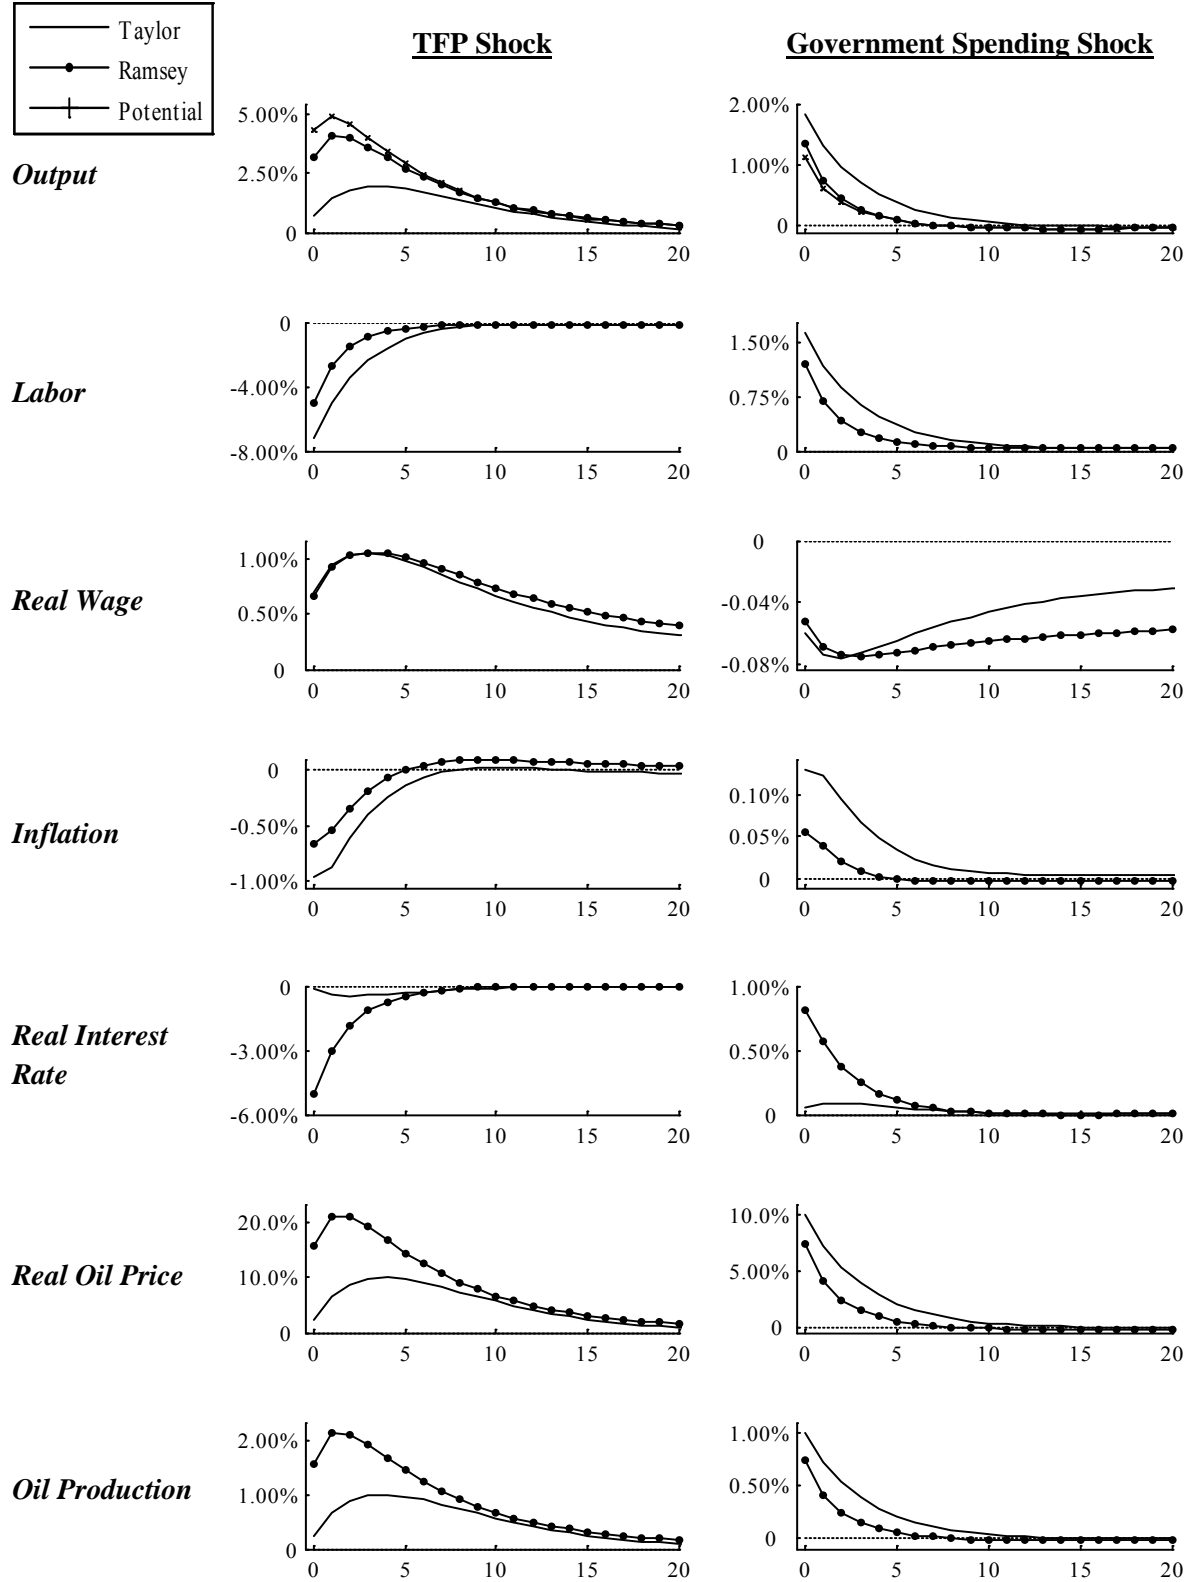 Taylor
Ramsey
Potential
TFP Shock
Government Spending Shock
Output
5.00%
2.50%
0
0 5 10 15 20
2.00%
1.00%
0
0 5 10 15 20
Labor
0
-4.00%
-8.00%
0 5 10 15 20
1.50%
0.75%
0
0 5 10 15 20
Real Wage
1.00%
0.50%
0
0 5 10 15 20
0
-0.04%
-0.08%
0 5 10 15 20
Inflation
0
-0.50%
-1.00%
0 5 10 15 20
0.10%
0.05%
0
0 5 10 15 20
Real Interest
Rate
0
-3.00%
-6.00%
0 5 10 15 20
1.00%
0.50%
0
0 5 10 15 20
Real Oil Price
20.0%
10.0%
0
0 5 10 15 20
10.0%
5.00%
0
0 5 10 15 20
Oil Production
2.00%
1.00%
0
0 5 10 15 20
1.00%
0.50%
0
0 5 10 15 20